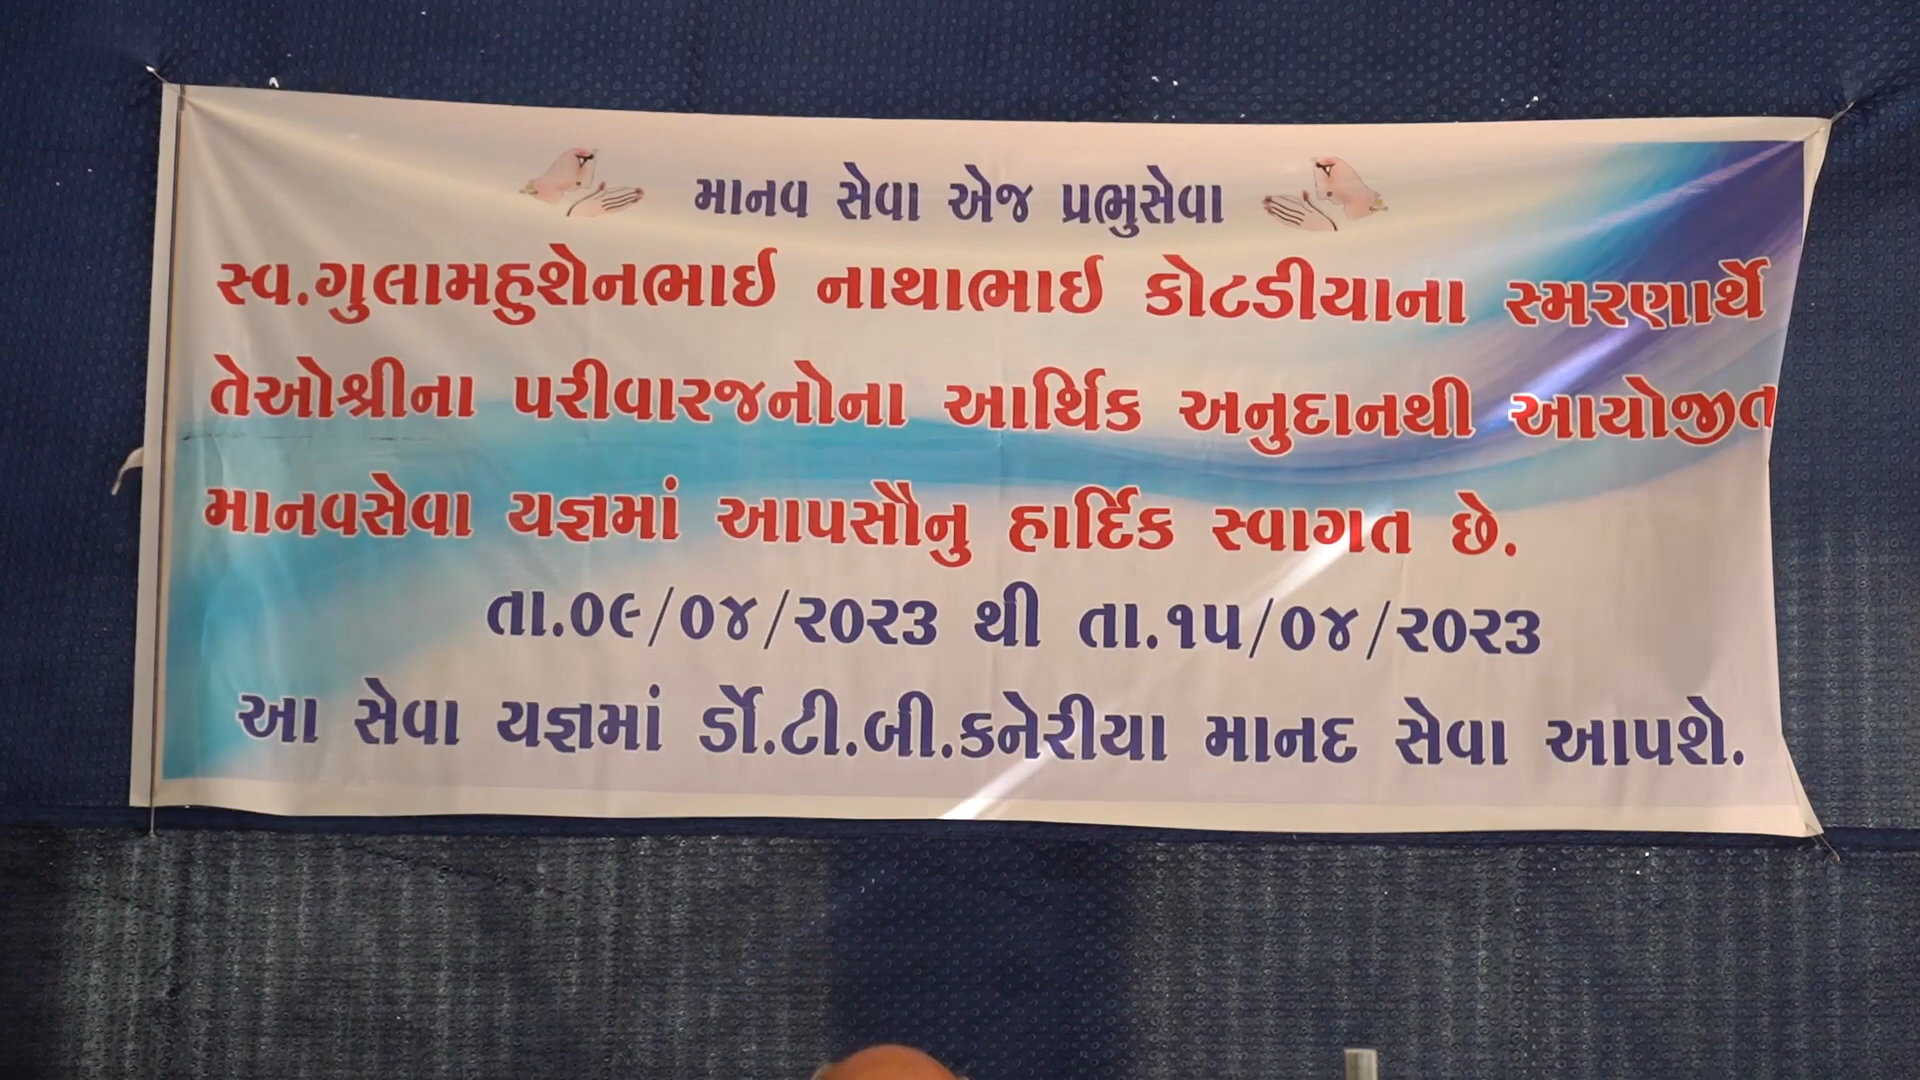 માનવ સેવા એજ પ્રભુસેવા
સ્વ.ગુલામહુશેનભાઈ નાથાભાઈ કોટડીયાના સ્મરણાર્થે
તેઓશ્રીના પરીવારજનોના આર્થિક અનુદાનથી આયોજીત
માનવસેવા યજ્ઞમાં આપસૌનુ હાર્દિક સ્વાગત છે.
તા.૦૯/૦૪/૨૦૨૩ થી તા.૧૫/૦૪/૨૦૨૩
આ સેવા યજ્ઞમાં ર્ડો.ટી.બી.કનેરીયા માનદ સેવા આપશે.